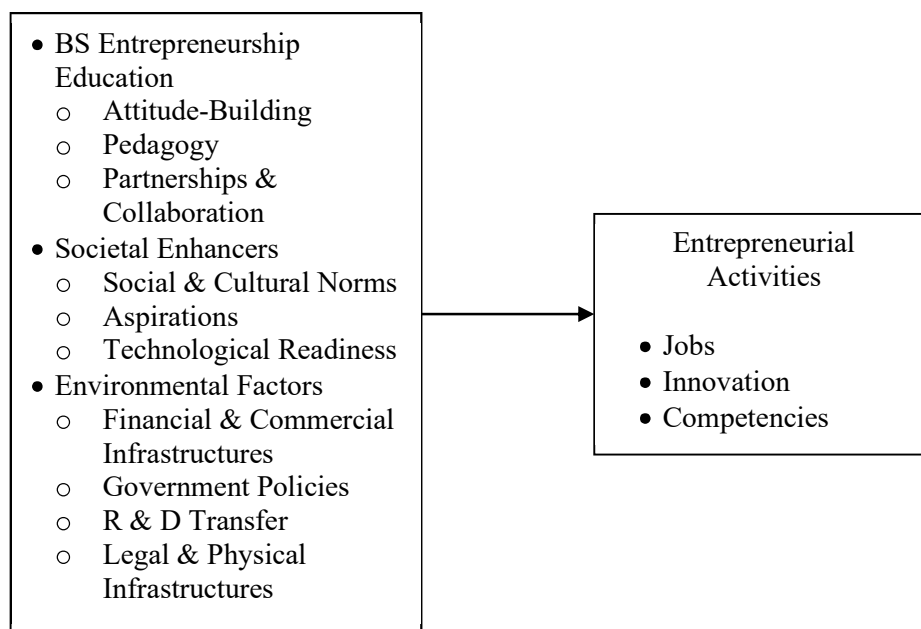 • BS Entrepreneurship
Education
o Attitude-Building
o Pedagogy
o Partnerships &
Collaboration
• Societal Enhancers
o Social & Cultural Norms
o Aspirations
o Technological Readiness
• Environmental Factors
o Financial & Commercial
Infrastructures
o Government Policies
o R & D Transfer
o Legal & Physical
Infrastructures
Entrepreneurial
Activities
• Jobs
• Innovation
• Competencies